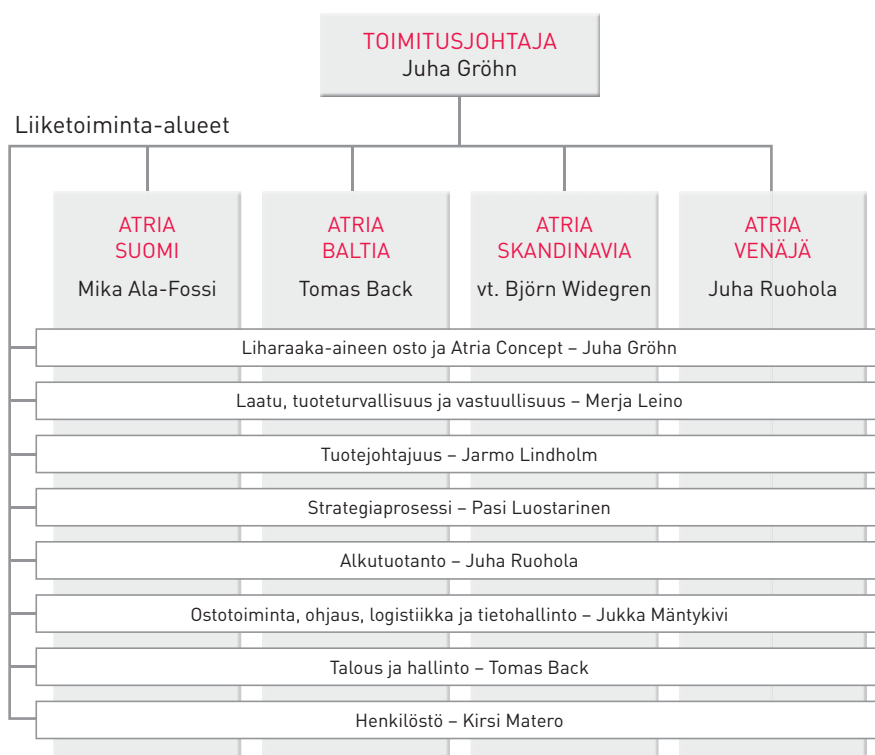 TOIMITUSJOHTAJA
Juha Gröhn
Liiketoiminta-alueet
ATRIA
SUOMI
Mika Ala-Fossi
ATRIA
BALTIA
Tomas Back
ATRIA
SKANDINAVIA
vt. Björn Widegren
ATRIA
VENÄJÄ
Juha Ruohola
Liharaaka-aineen osto ja Atria Concept – Juha Gröhn
Laatu, tuoteturvallisuus ja vastuullisuus – Merja Leino
Tuotejohtajuus – Jarmo Lindholm
Strategiaprosessi – Pasi Luostarinen
Alkutuotanto – Juha Ruohola
Ostotoiminta, ohjaus, logistiikka ja tietohallinto – Jukka Mäntykivi
Talous ja hallinto – Tomas Back
Henkilöstö – Kirsi Matero